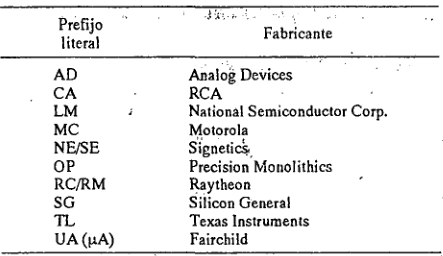 Prefijo literal Fabricante
AD Analog Devices
CA RCA
LM National Semiconductor Corp.
MC Motorola
NE/SE Signetics
OP Precision Monolithics
RC/RM Raytheon
SG Silicon General
TL Texas Instruments
UA (µA) Fairchild